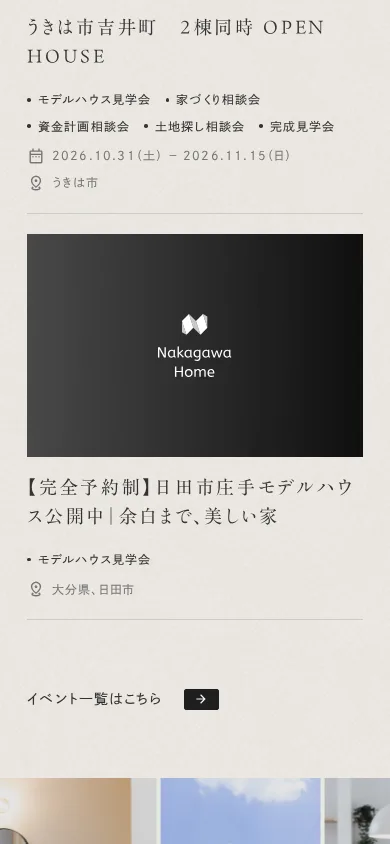 うきは市吉井町　2棟同時 OPEN
HOUSE
• モデルハウス見学会 • 家づくり相談会
• 資金計画相談会 • 土地探し相談会 • 完成見学会
2026.10.31(土) – 2026.11.15(日)
うきは市
Nakagawa
Home
【完全予約制】日田市庄手モデルハウ
ス公開中｜余白まで、美しい家
• モデルハウス見学会
大分県、日田市
イベント一覧はこちら